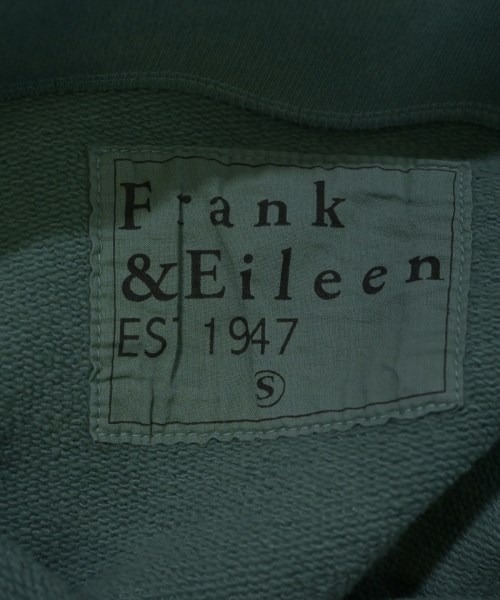 Frank
&Eileen
EST 1947
S